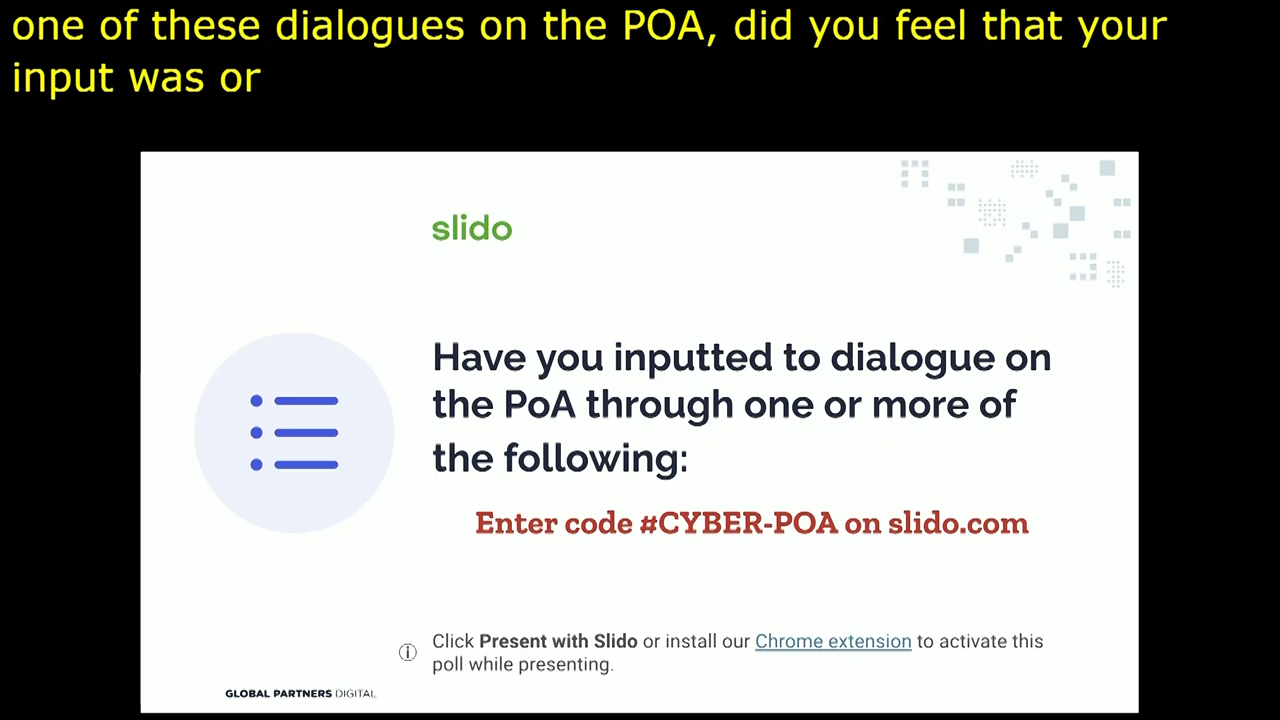 one of these dialogues on the POA, did you feel that your
input was or
slido
Have you inputted to dialogue on
the PoA through one or more of
the following:
Enter code #CYBER-POA on slido.com
Click Present with Slido or install our Chrome extension to activate this
poll while presenting.
GLOBAL PARTNERS DIGITAL